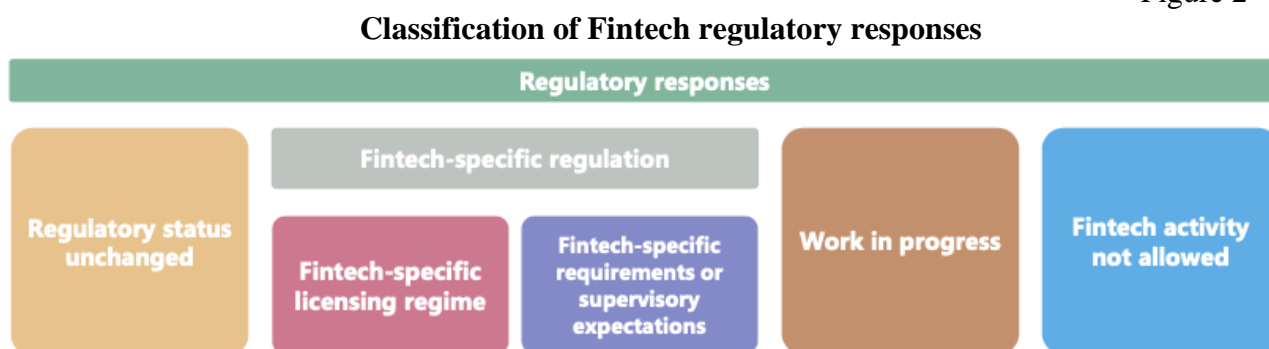 Figure 2
Classification of Fintech regulatory responses
Regulatory responses
Regulatory status
unchanged
Fintech-specific regulation
Fintech-specific
licensing regime
Fintech-specific
requirements or
supervisory
expectations
Work in progress
Fintech activity
not allowed